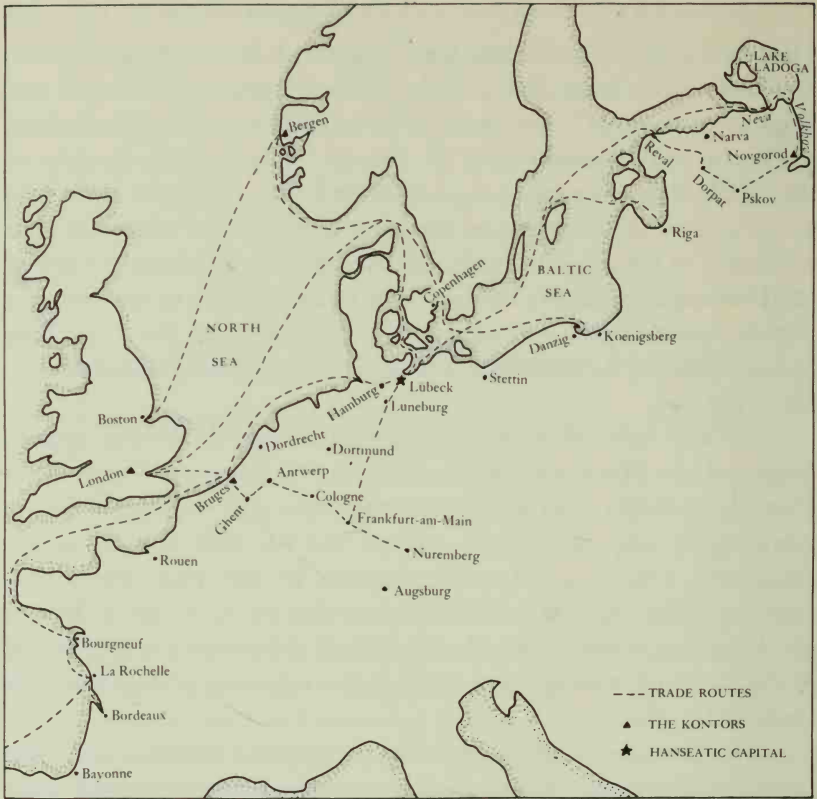 LAKE
LADOGA
Bergen
Neva
Volkhov
Narva
Reval
Novgorod
Dorpat
Pskov
Riga
Copenhagen
BALTIC
SEA
NORTH
SEA
Danzig
Koenigsberg
Hamburg
Lübeck
Stettin
Luneburg
Boston
Dordrecht
Dortmund
London
Antwerp
Bruges
Cologne
Ghent
Frankfurt-am-Main
Nuremberg
Rouen
Augsburg
Bourgneuf
La Rochelle
TRADE ROUTES
Bordeaux
THE KONTORS
HANSEATIC CAPITAL
Bayonne